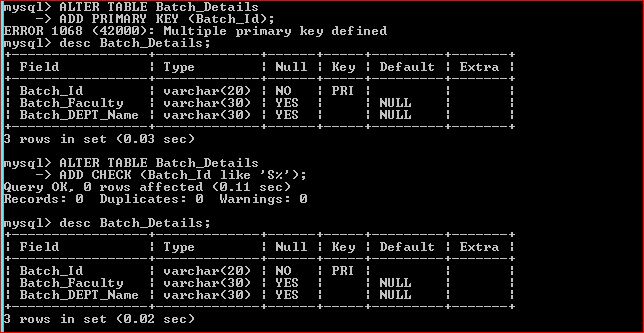 mysql> ALTER TABLE Batch_Details
    -> ADD PRIMARY KEY (Batch_Id);
ERROR 1068 (42000): Multiple primary key defined
mysql> desc Batch_Details;
+-----------------+-------------+------+-----+---------+-------+
| Field           | Type        | Null | Key | Default | Extra |
+-----------------+-------------+------+-----+---------+-------+
| Batch_Id        | varchar(20) | NO   | PRI |         |       |
| Batch_Faculty   | varchar(30) | YES  |     | NULL    |       |
| Batch_DEPT_Name | varchar(30) | YES  |     | NULL    |       |
+-----------------+-------------+------+-----+---------+-------+
3 rows in set (0.03 sec)
mysql> ALTER TABLE Batch_Details
    -> ADD CHECK (Batch_Id like 'S%');
Query OK, 0 rows affected (0.11 sec)
Records: 0  Duplicates: 0  Warnings: 0
mysql> desc Batch_Details;
+-----------------+-------------+------+-----+---------+-------+
| Field           | Type        | Null | Key | Default | Extra |
+-----------------+-------------+------+-----+---------+-------+
| Batch_Id        | varchar(20) | NO   | PRI |         |       |
| Batch_Faculty   | varchar(30) | YES  |     | NULL    |       |
| Batch_DEPT_Name | varchar(30) | YES  |     | NULL    |       |
+-----------------+-------------+------+-----+---------+-------+
3 rows in set (0.02 sec)